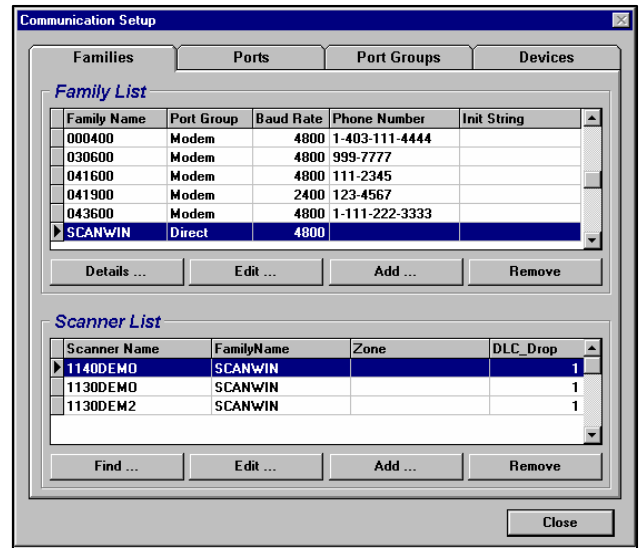 Communication Setup
Families Ports Port Groups Devices
Family List
Family Name Port Group Baud Rate Phone Number Init String
000400 Modem 4800 1-403-111-4444
030600 Modem 4800 999-7777
041600 Modem 4800 111-2345
041900 Modem 2400 123-4567
043600 Modem 4800 1-111-222-3333
SCANWIN Direct 4800
Details ... Edit ... Add ... Remove
Scanner List
Scanner Name FamilyName Zone DLC_Drop
1140DEMO SCANWIN 1
1130DEMO SCANWIN 1
1130DEM2 SCANWIN 1
Find ... Edit ... Add ... Remove
Close